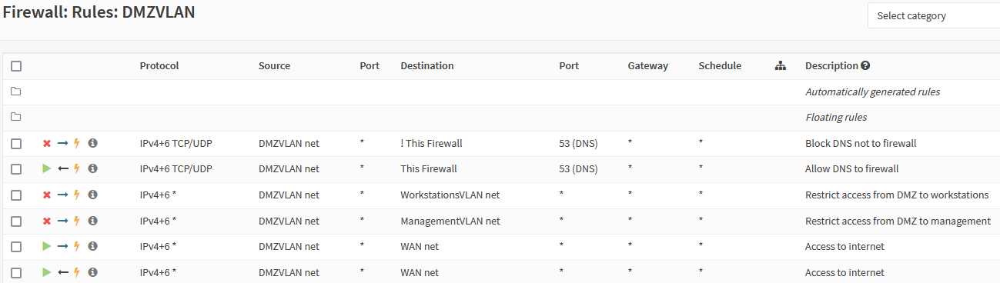 Firewall: Rules: DMZVLAN
Select category
Protocol Source Port Destination Port Gateway Schedule Description
Automatically generated rules
Floating rules
IPv4+6 TCP/UDP DMZVLAN net * ! This Firewall 53 (DNS) * * Block DNS not to firewall
IPv4+6 TCP/UDP DMZVLAN net * This Firewall 53 (DNS) * * Allow DNS to firewall
IPv4+6 * DMZVLAN net * WorkstationsVLAN net * * * Restrict access from DMZ to workstations
IPv4+6 * DMZVLAN net * ManagementVLAN net * * * Restrict access from DMZ to management
IPv4+6 * DMZVLAN net * WAN net * * * Access to internet
IPv4+6 * DMZVLAN net * WAN net * * * Access to internet